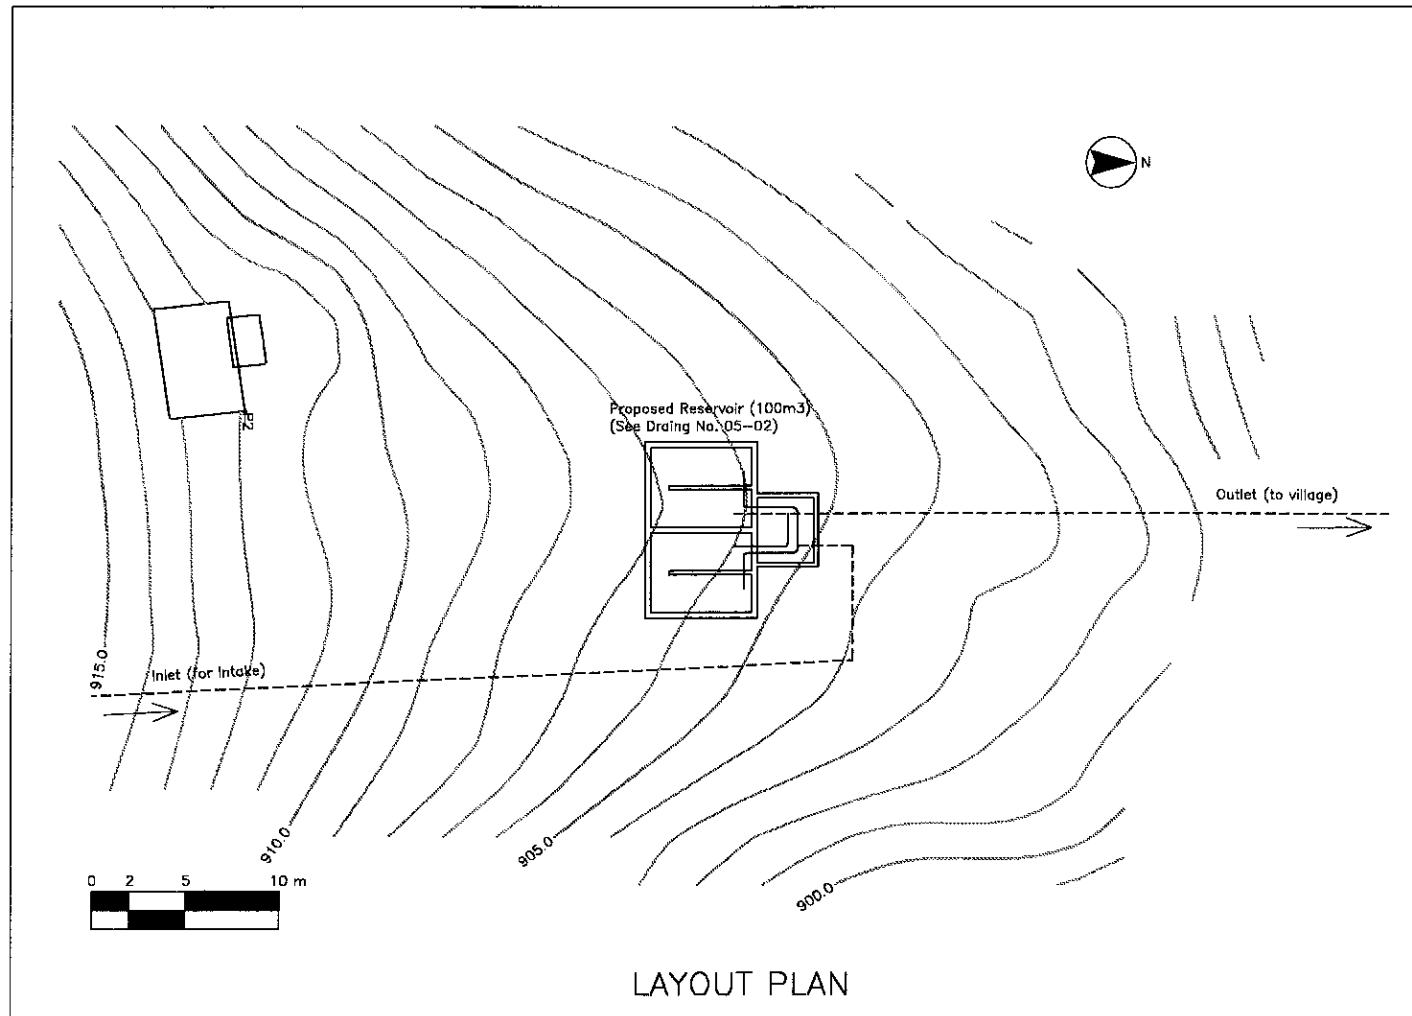 N
Proposed Reservoir (100m3)
(See Draing No. 05-02)
P2
Outlet (to village)
915.0
Inlet (for Intake)
910.0
905.0
900.0
0 2 5 10 m
LAYOUT PLAN